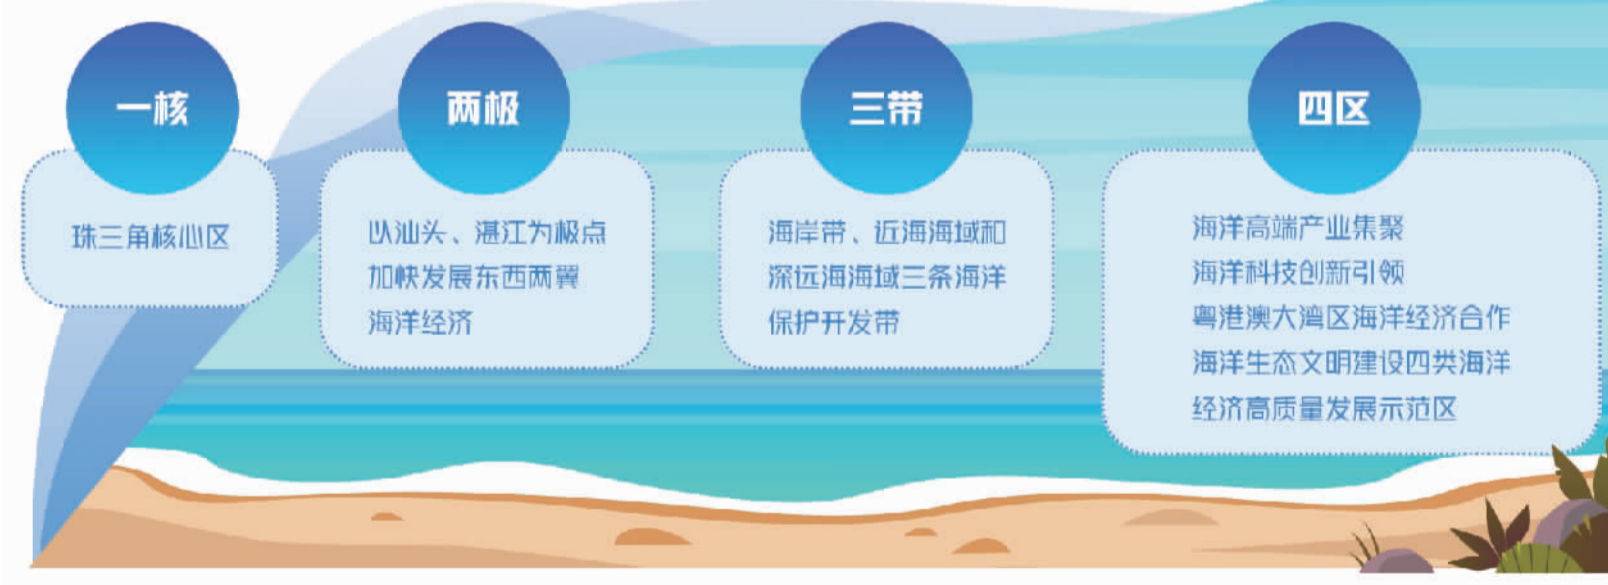 一核
珠三角核心区
两极
以汕头、湛江为极点
加快发展东西两翼
海洋经济
三带
海岸带、近海海域和
深远海海域三条海洋
保护开发带
四区
海洋高端产业集聚
海洋科技创新引领
粤港澳大湾区海洋经济合作
海洋生态文明建设四类海洋
经济高质量发展示范区